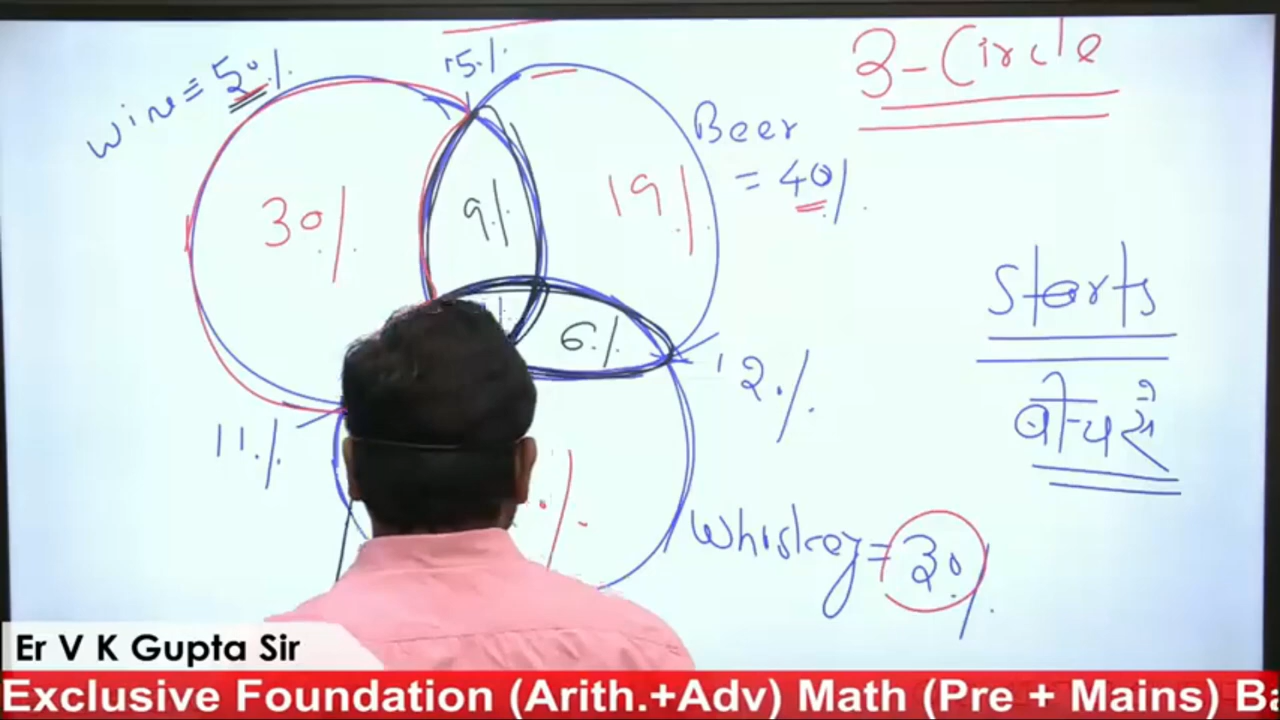 3-Circle
wine = 50%
15%
Beer
= 40%
30%
9%
19%
6%
Starts
बीच से
12%
11%
%
Whiskey = 30%
Er V K Gupta Sir
Exclusive Foundation (Arith.+Adv) Math (Pre + Mains) Ba